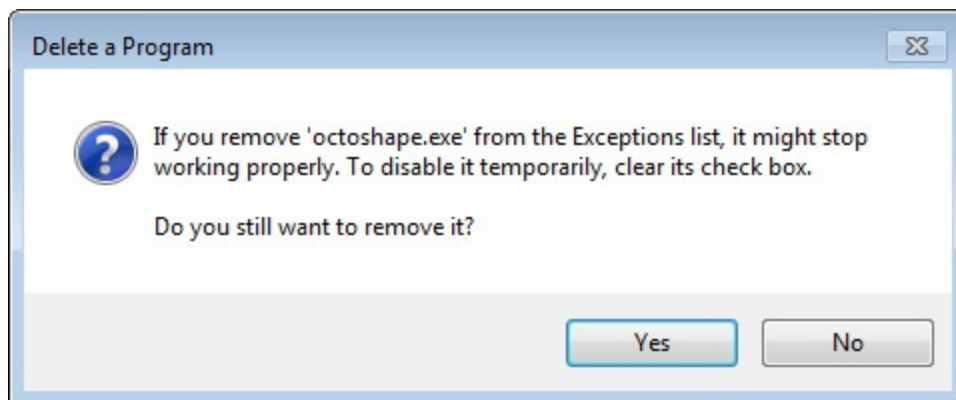 Delete a Program
If you remove 'octoshape.exe' from the Exceptions list, it might stop
working properly. To disable it temporarily, clear its check box.
Do you still want to remove it?
Yes
No